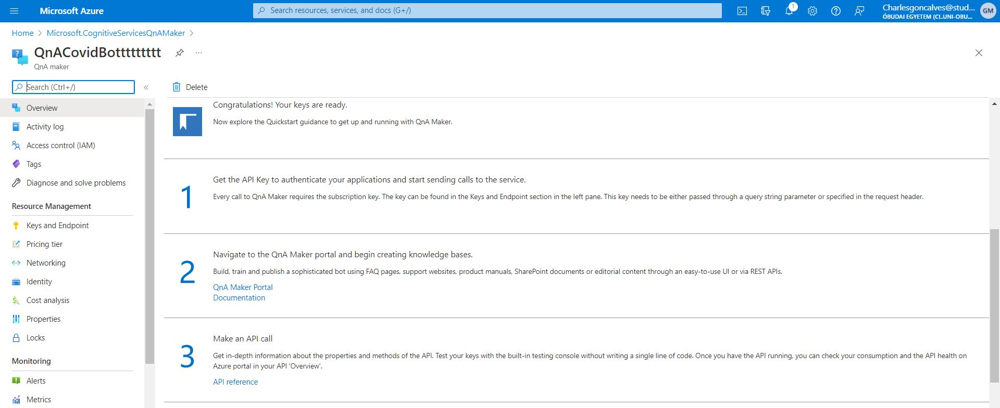 Microsoft Azure
Search resources, services, and docs (G+/)
1
Charlesgoncalves@stud...
ÓBUDAI EGYETEM (CL.UNI-OBU...
GM
Home > Microsoft.CognitiveServicesQnAMaker >
QnACovidBotttttttt
...
QnA maker
Search (Ctrl+/)
«
Delete
Overview
Activity log
Access control (IAM)
Tags
Diagnose and solve problems
Resource Management
Keys and Endpoint
Pricing tier
Networking
Identity
Cost analysis
Properties
Locks
Monitoring
Alerts
Metrics
Congratulations! Your keys are ready.
Now explore the Quickstart guidance to get up and running with QnA Maker.
1
Get the API Key to authenticate your applications and start sending calls to the service.
Every call to QnA Maker requires the subscription key. The key can be found in the Keys and Endpoint section in the left pane. This key needs to be either passed through a query string parameter or specified in the request header.
2
Navigate to the QnA Maker portal and begin creating knowledge bases.
Build, train and publish a sophisticated bot using FAQ pages, support websites, product manuals, SharePoint documents or editorial content through an easy-to-use UI or via REST APIs.
QnA Maker Portal
Documentation
3
Make an API call
Get in-depth information about the properties and methods of the API. Test your keys with the built-in testing console without writing a single line of code. Once you have the API running, you can check your consumption and the API health on
Azure portal in your API 'Overview'.
API reference